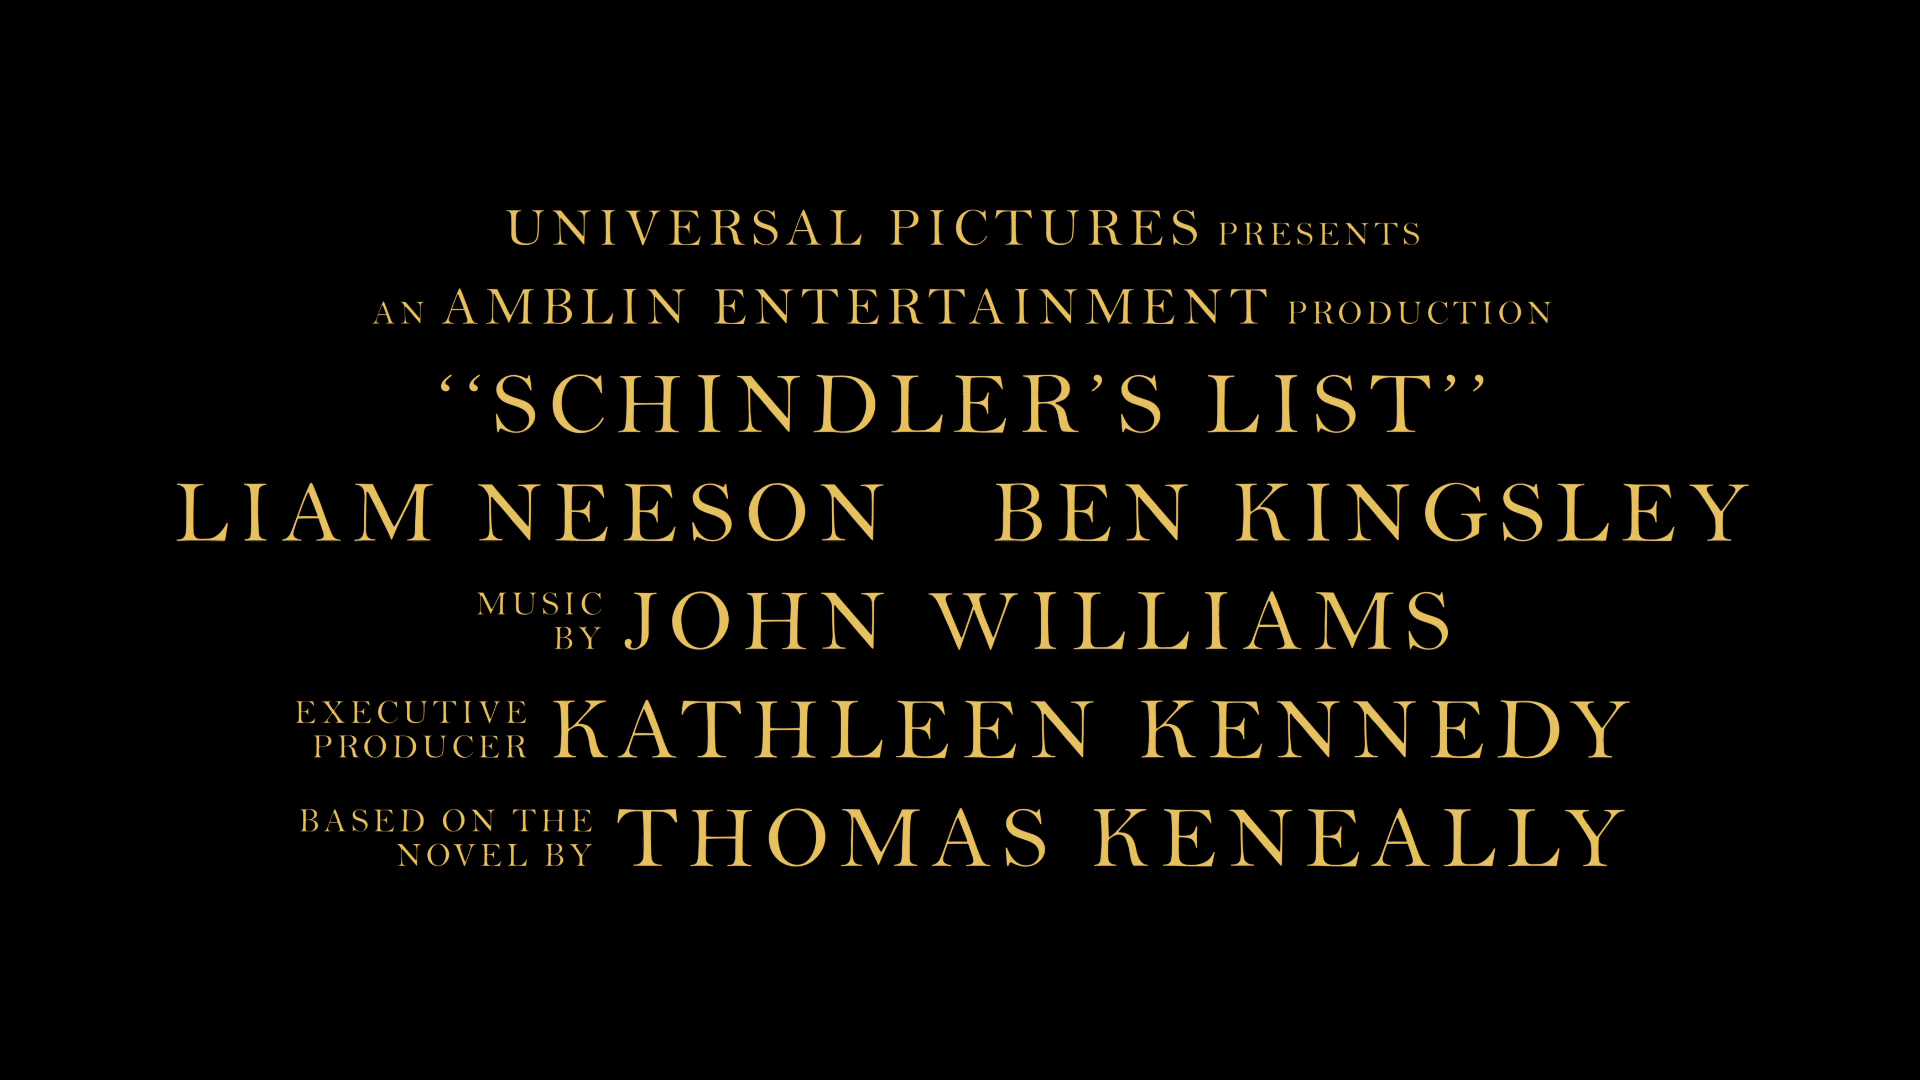 UNIVERSAL PICTURES PRESENTS
AN AMBLIN ENTERTAINMENT PRODUCTION
‘‘SCHINDLER’S LIST’’
LIAM NEESON BEN KINGSLEY
MUSIC
BY JOHN WILLIAMS
EXECUTIVE
PRODUCER KATHLEEN KENNEDY
BASED ON THE
NOVEL BY THOMAS KENEALLY